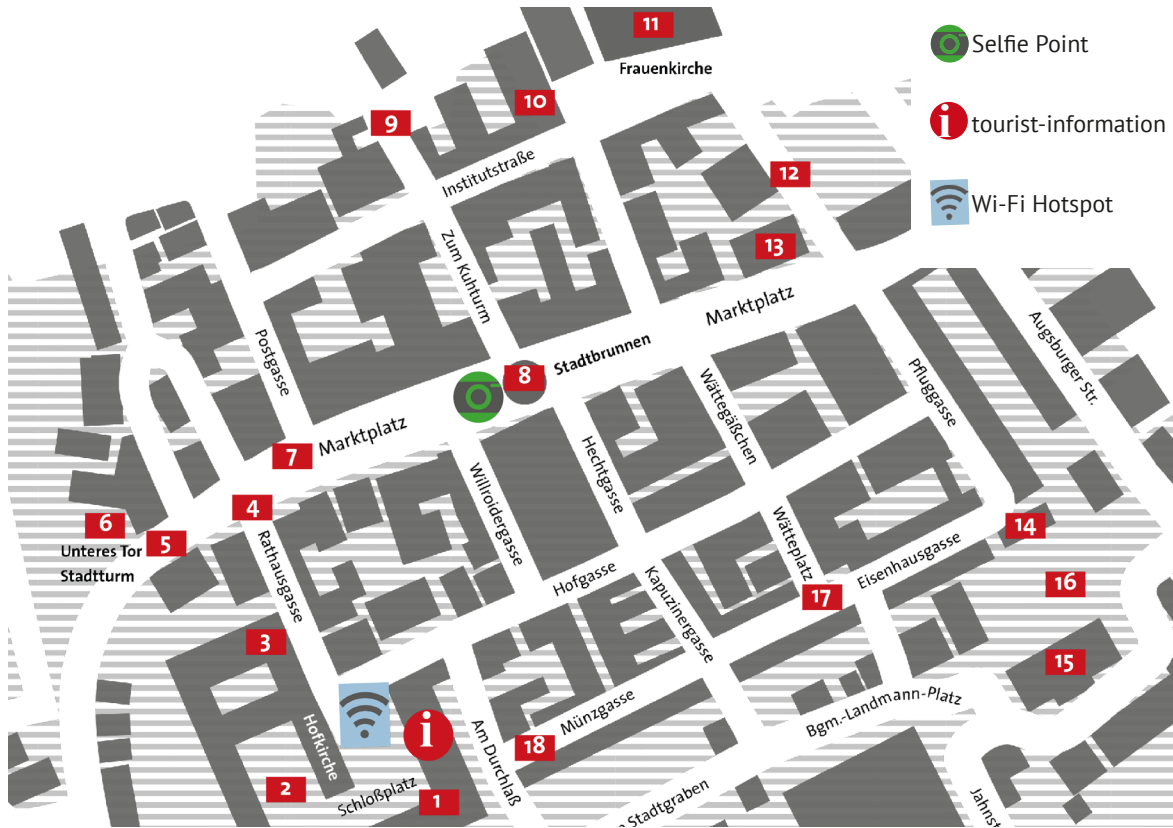 11
Selfie Point
Frauenkirche
10
9
i tourist-information
Institutstraße
12
Wi-Fi Hotspot
13
Zum Kuhturm
Marktplatz
Postgasse
Stadtbrunnen
8
Augsburger Str.
Pfluggasse
Wättegäßchen
Marktplatz
7
Hechtgasse
Willroidergasse
4
6
5
Unteres Tor
Stadtturm
Rathausgasse
Wätteplatz
14
Eisenhausgasse
Hofgasse
Kapuzinergasse
17
16
3
15
Hofkirche
i
Am Durchlaß
Münzgasse
18
Bgm.-Landmann-Platz
2
Schloßplatz
1
Stadtgraben